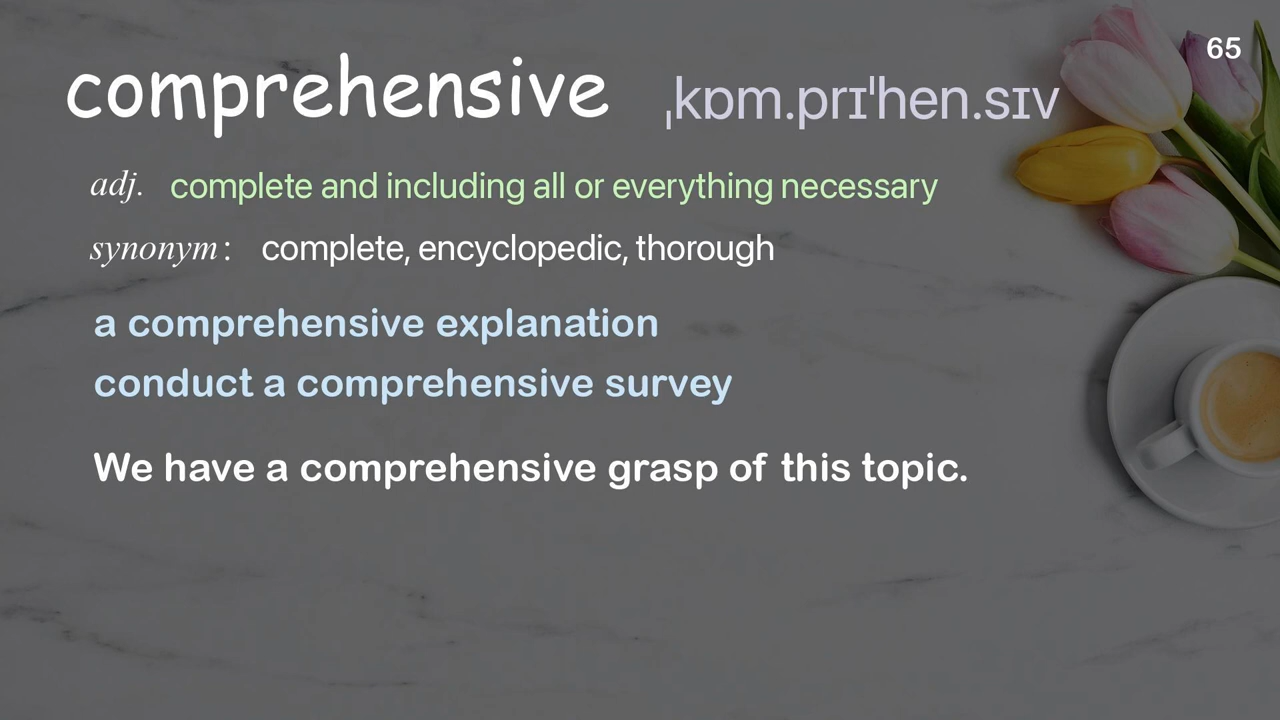 65
comprehensive ˌkɒm.prɪˈhen.sɪv
adj. complete and including all or everything necessary
synonym: complete, encyclopedic, thorough
a comprehensive explanation
conduct a comprehensive survey
We have a comprehensive grasp of this topic.